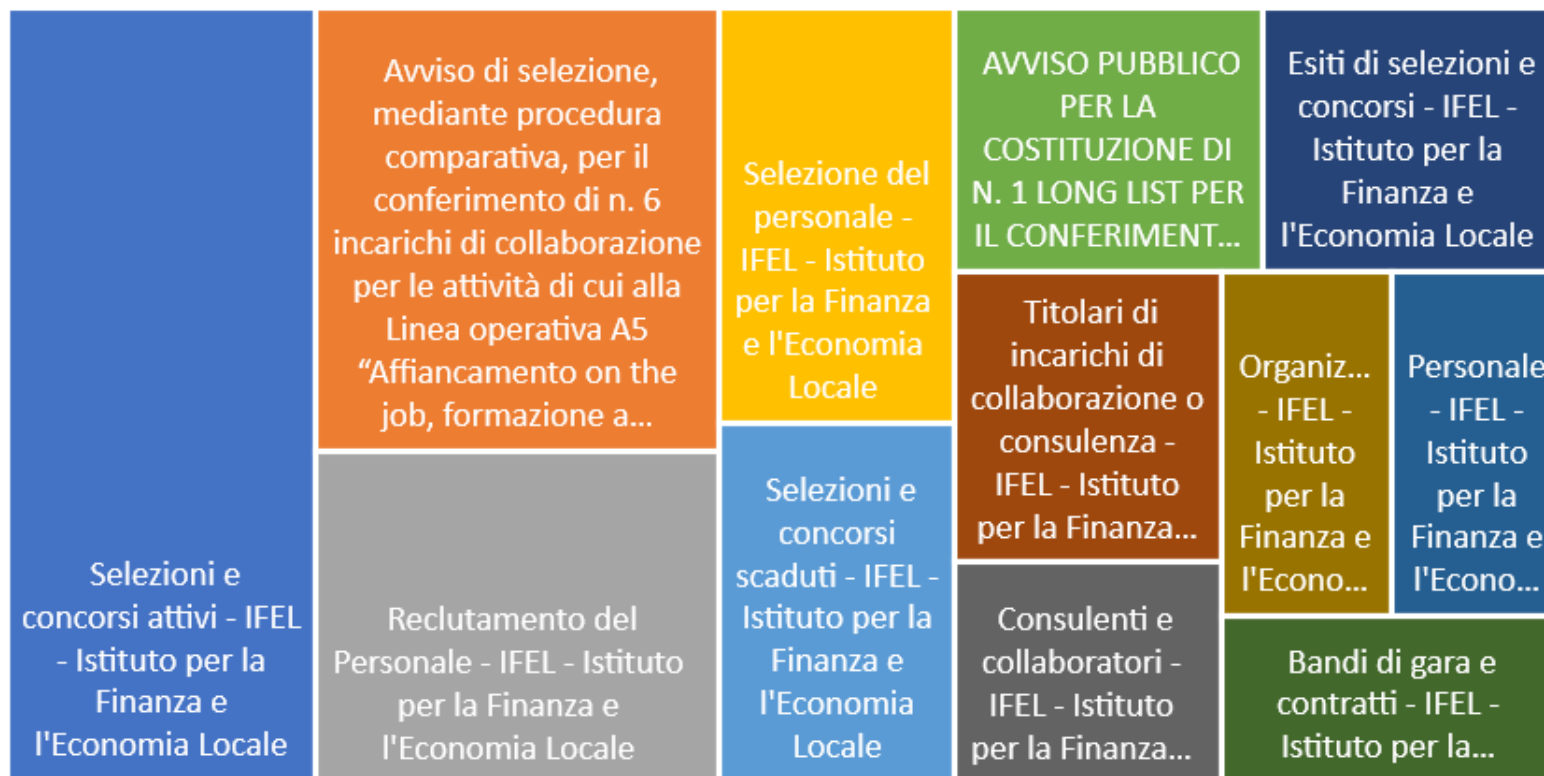 Selezioni e
concorsi attivi - IFEL
- Istituto per la
Finanza e
l'Economia Locale
Avviso di selezione,
mediante procedura
comparativa, per il
conferimento di n. 6
incarichi di collaborazione
per le attività di cui alla
Linea operativa A5
“Affiancamento on the
job, formazione a...
Reclutamento del
Personale - IFEL - Istituto
per la Finanza e
l'Economia Locale
Selezione del
personale -
IFEL - Istituto
per la Finanza
e l'Economia
Locale
Selezioni e
concorsi
scaduti - IFEL -
Istituto per la
Finanza e
l'Economia
Locale
AVVISO PUBBLICO
PER LA
COSTITUZIONE DI
N. 1 LONG LIST PER
IL CONFERIMENT...
Esiti di selezioni e
concorsi - IFEL -
Istituto per la
Finanza e
l'Economia Locale
Titolari di
incarichi di
collaborazione o
consulenza -
IFEL - Istituto
per la Finanza...
Organiz...
- IFEL -
Istituto
per la
Finanza e
l'Econo...
Personale
- IFEL -
Istituto
per la
Finanza e
l'Econo...
Consulenti e
collaboratori -
IFEL - Istituto
per la Finanza...
Bandi di gara e
contratti - IFEL -
Istituto per la...